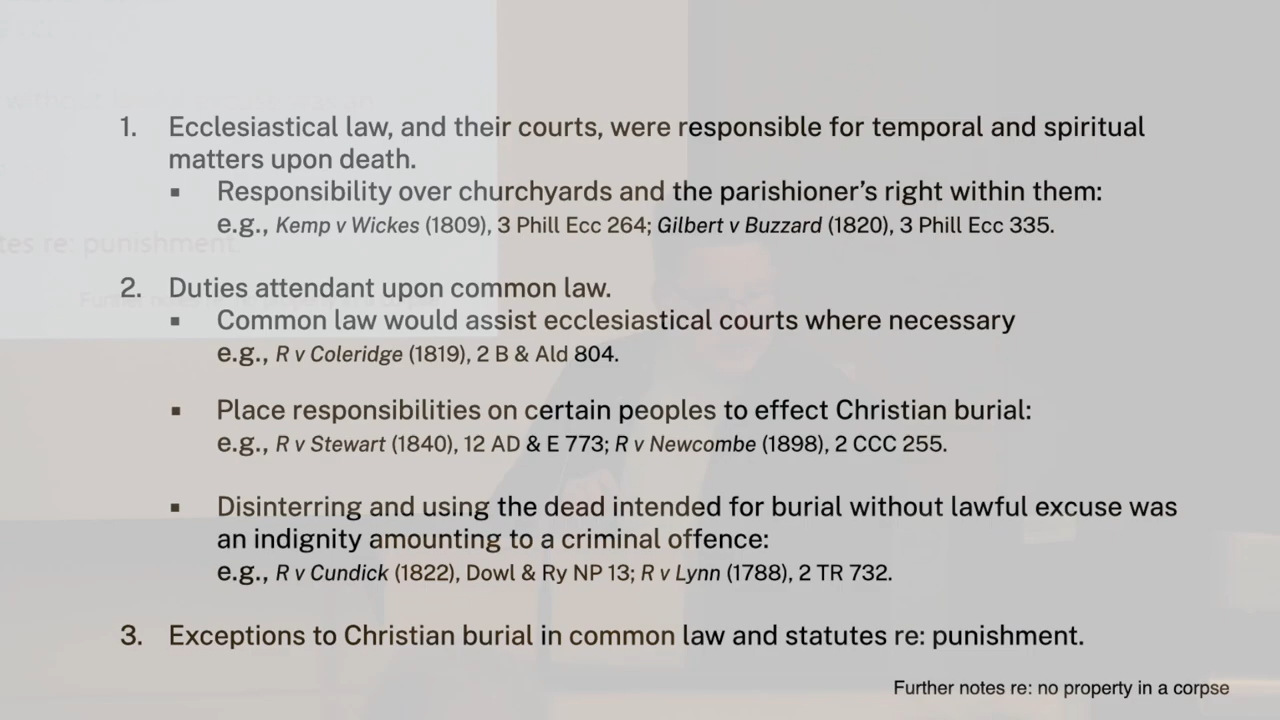 1. Ecclesiastical law, and their courts, were responsible for temporal and spiritual
matters upon death.
▪ Responsibility over churchyards and the parishioner's right within them:
e.g., Kemp v Wickes (1809), 3 Phill Ecc 264; Gilbert v Buzzard (1820), 3 Phill Ecc 335.
2. Duties attendant upon common law.
▪ Common law would assist ecclesiastical courts where necessary
e.g., R v Coleridge (1819), 2 B & Ald 804.
▪ Place responsibilities on certain peoples to effect Christian burial:
e.g., R v Stewart (1840), 12 AD & E 773; R v Newcombe (1898), 2 CCC 255.
▪ Disinterring and using the dead intended for burial without lawful excuse was
an indignity amounting to a criminal offence:
e.g., R v Cundick (1822), Dowl & Ry NP 13; R v Lynn (1788), 2 TR 732.
3. Exceptions to Christian burial in common law and statutes re: punishment.
Further notes re: no property in a corpse